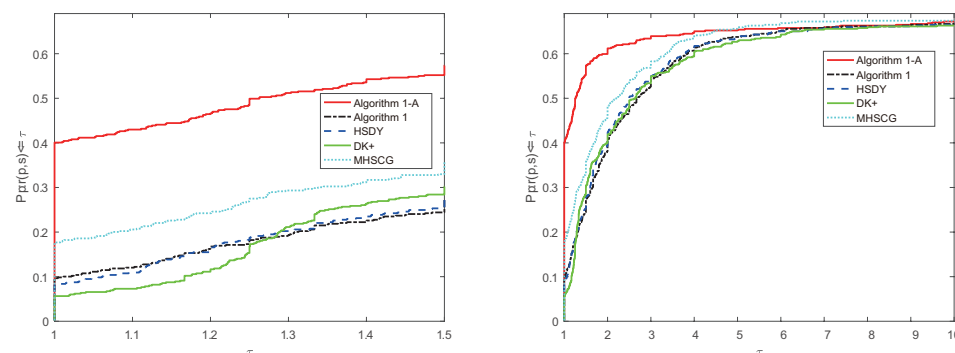 0.6
0.5
0.4
0.3
0.2
0.1
0
Ppr(p,s)<= τ
Algorithm 1-A
Algorithm 1
HSDY
DK+
MHSCG
1 1.1 1.2 1.3 1.4 1.5
τ
0.6
0.5
0.4
0.3
0.2
0.1
0
Ppr(p,s)<= τ
Algorithm 1-A
Algorithm 1
HSDY
DK+
MHSCG
1 2 3 4 5 6 7 8 9 10
τ